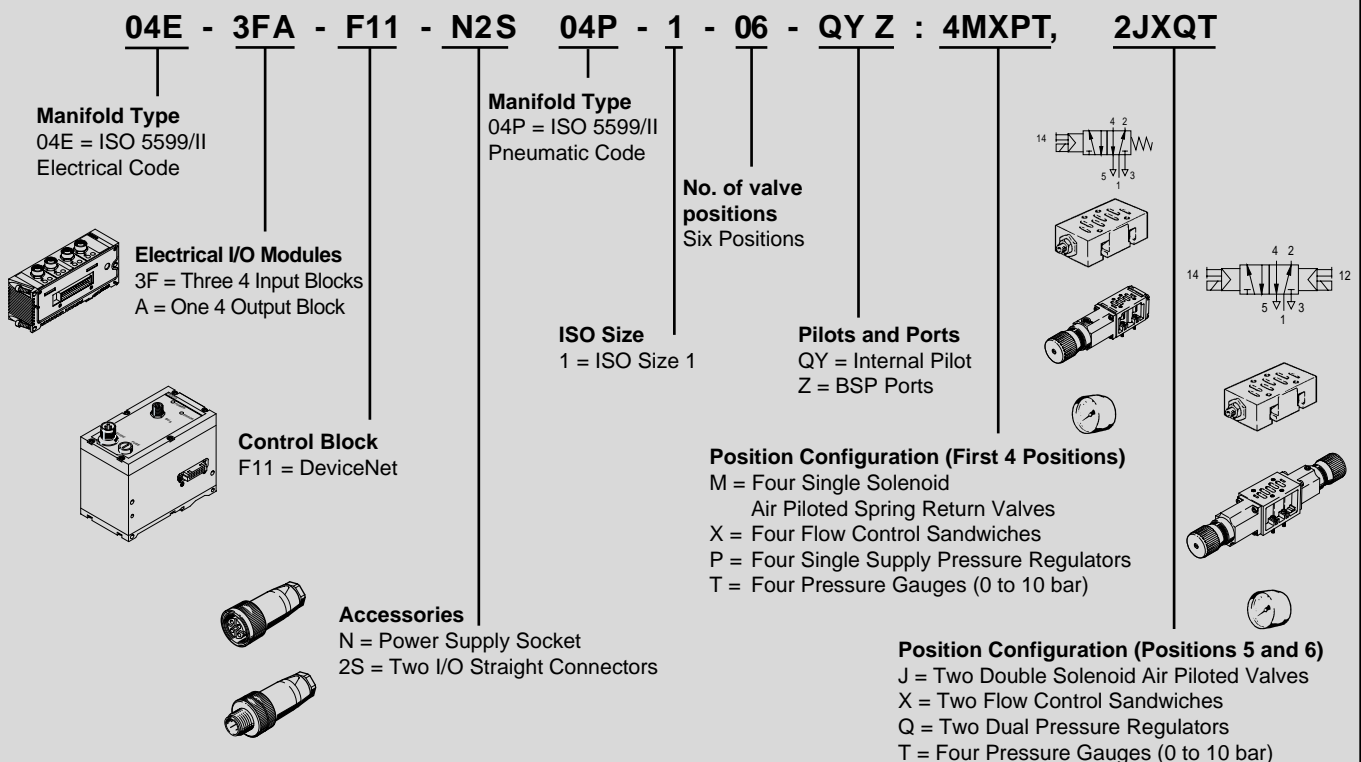 04E - 3FA - F11 - N2S 04P - 1 - 06 - QY Z : 4MXPT, 2JXQT
Manifold Type
04E = ISO 5599/II
Electrical Code
Manifold Type
04P = ISO 5599/II
Pneumatic Code
No. of valve
positions
Six Positions
Electrical I/O Modules
3F = Three 4 Input Blocks
A = One 4 Output Block
ISO Size
1 = ISO Size 1
Pilots and Ports
QY = Internal Pilot
Z = BSP Ports
14
4 2
5 3
1
14
4 2
12
5 3
1
Control Block
F11 = DeviceNet
Position Configuration (First 4 Positions)
M = Four Single Solenoid
Air Piloted Spring Return Valves
X = Four Flow Control Sandwiches
P = Four Single Supply Pressure Regulators
T = Four Pressure Gauges (0 to 10 bar)
Accessories
N = Power Supply Socket
2S = Two I/O Straight Connectors
Position Configuration (Positions 5 and 6)
J = Two Double Solenoid Air Piloted Valves
X = Two Flow Control Sandwiches
Q = Two Dual Pressure Regulators
T = Four Pressure Gauges (0 to 10 bar)